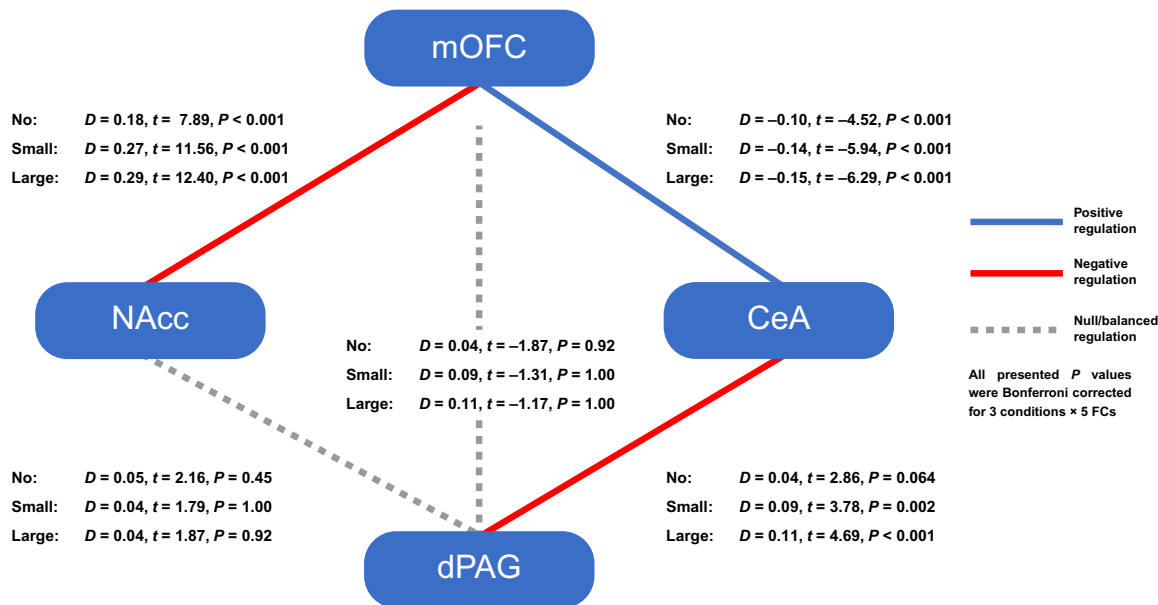 mOFC
No: D = 0.18, t = 7.89, P < 0.001
Small: D = 0.27, t = 11.56, P < 0.001
Large: D = 0.29, t = 12.40, P < 0.001
No: D = –0.10, t = –4.52, P < 0.001
Small: D = –0.14, t = –5.94, P < 0.001
Large: D = –0.15, t = –6.29, P < 0.001
Positive
regulation
Negative
regulation
Null/balanced
regulation
All presented P values
were Bonferroni corrected
for 3 conditions × 5 FCs
NAcc
CeA
No: D = 0.04, t = –1.87, P = 0.92
Small: D = 0.09, t = –1.31, P = 1.00
Large: D = 0.11, t = –1.17, P = 1.00
No: D = 0.05, t = 2.16, P = 0.45
Small: D = 0.04, t = 1.79, P = 1.00
Large: D = 0.04, t = 1.87, P = 0.92
No: D = 0.04, t = 2.86, P = 0.064
Small: D = 0.09, t = 3.78, P = 0.002
Large: D = 0.11, t = 4.69, P < 0.001
dPAG